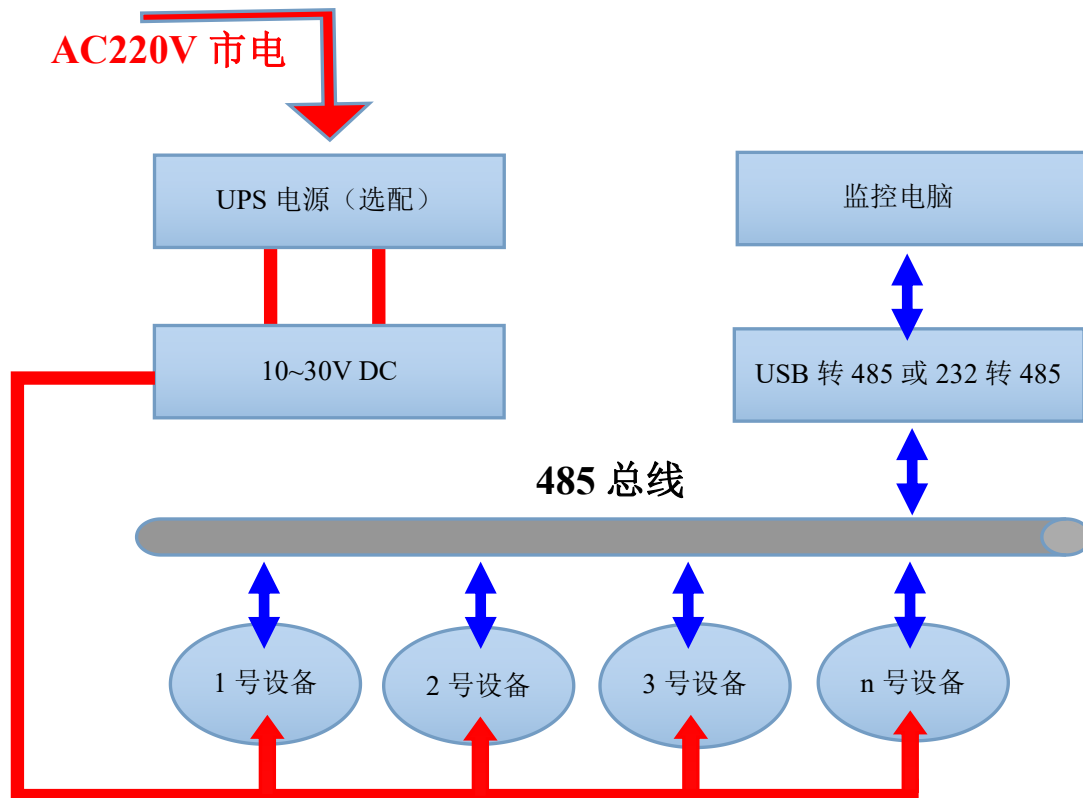 AC220V 市电
UPS 电源（选配）
监控电脑
10~30V DC
USB 转 485 或 232 转 485
485 总线
1 号设备
2 号设备
3 号设备
n 号设备